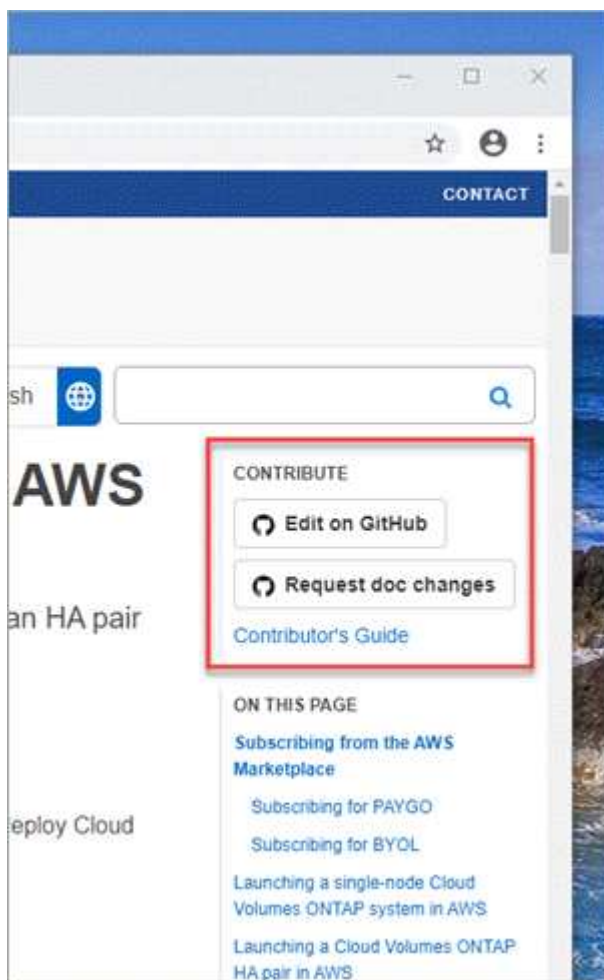 CONTACT
sh
AWS
CONTRIBUTE
Edit on GitHub
Request doc changes
an HA pair
Contributor's Guide
ON THIS PAGE
Subscribing from the AWS
Marketplace
Subscribing for PAYGO
eploy Cloud
Subscribing for BYOL
Launching a single-node Cloud
Volumes ONTAP system in AWS
Launching a Cloud Volumes ONTAP
HA pair in AWS